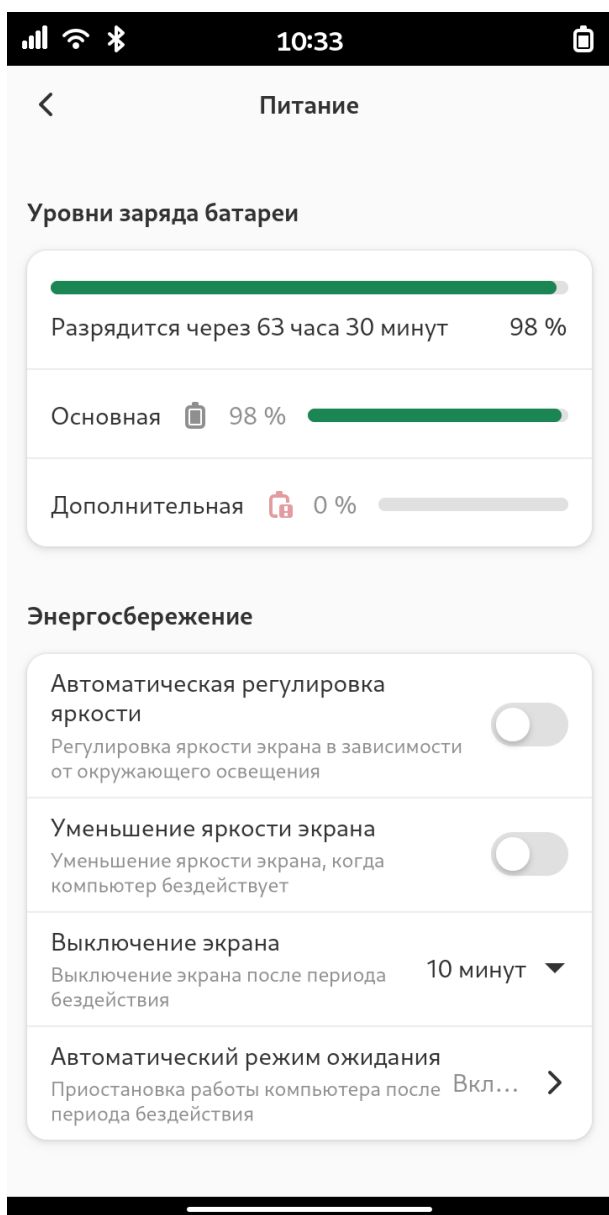 10:33
Питание
Уровни заряда батареи
Разрядится через 63 часа 30 минут 98 %
Основная 98 %
Дополнительная 0 %
Энергосбережение
Автоматическая регулировка
яркости
Регулировка яркости экрана в зависимости
от окружающего освещения
Уменьшение яркости экрана
Уменьшение яркости экрана, когда
компьютер бездействует
Выключение экрана
Выключение экрана после периода
бездействия
10 минут
Автоматический режим ожидания
Приостановка работы компьютера после
периода бездействия
Вкл...